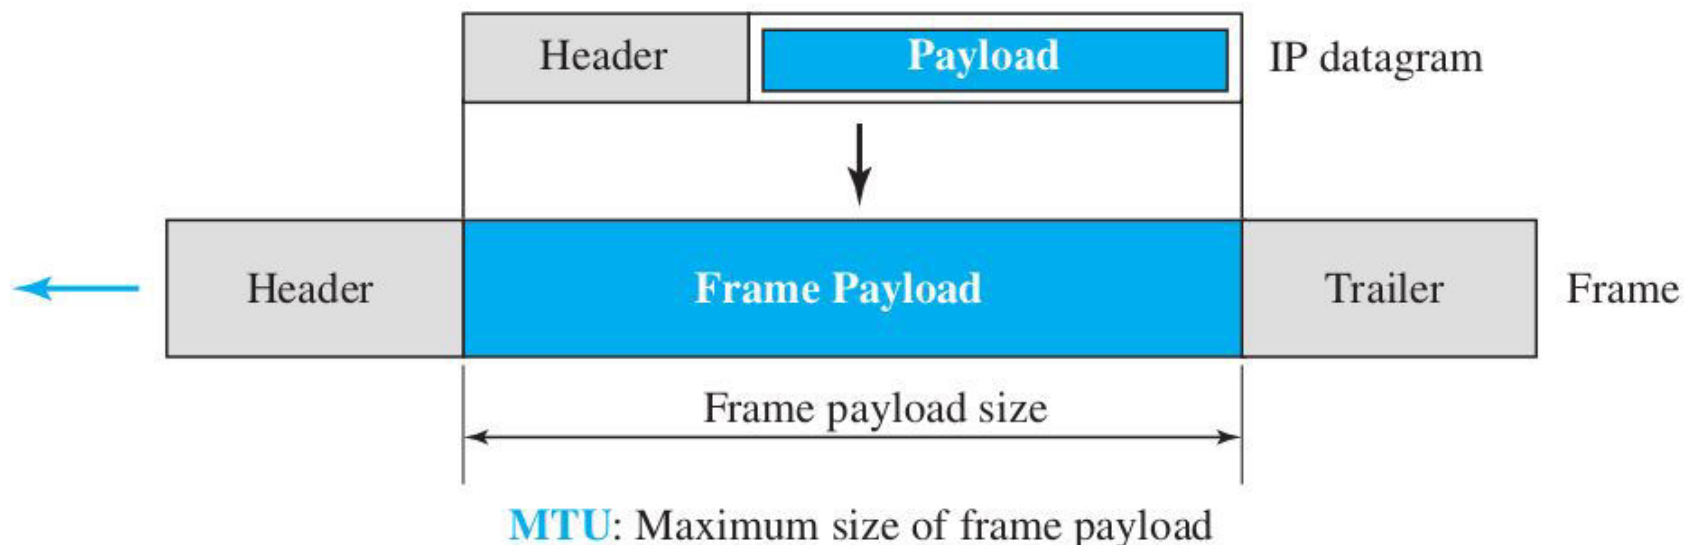 Header Payload IP datagram
Header Frame Payload Trailer Frame
Frame payload size
MTU: Maximum size of frame payload